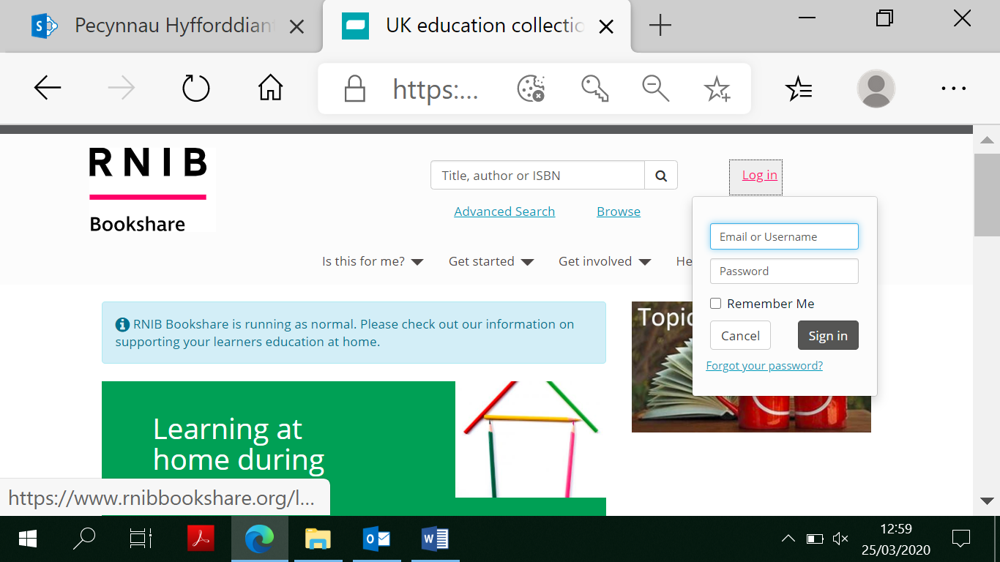 Pecynnau Hyfforddiant
UK education collectio
https:...
RNIB
Bookshare
Title, author or ISBN
Log in
Advanced Search
Browse
Email or Username
Password
Remember Me
Cancel
Sign in
Forgot your password?
Is this for me?
Get started
Get involved
He
RNIB Bookshare is running as normal. Please check out our information on
supporting your learners education at home.
Topic
Learning at
home during
https://www.rnibbookshare.org/l...
12:59
25/03/2020